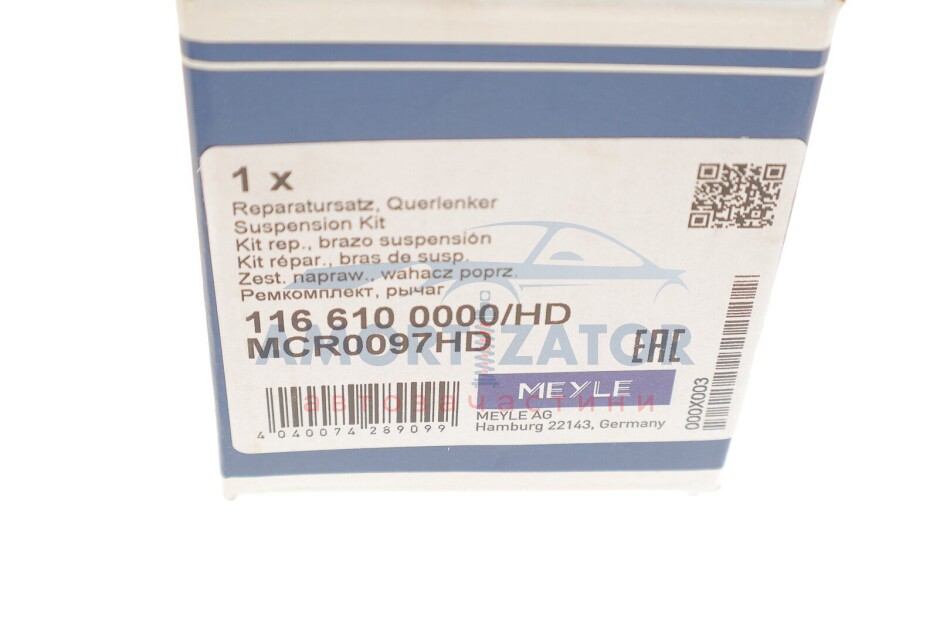 1 x
Reparatursatz, Querlenker
Suspension Kit
Kit rep., brazo suspensión
Kit répar., bras de susp.
Zest. napraw., wahacz poprz.
Ремкомплект, рычаг
116 610 0000/HD
MCR0097HD
AMORTIZATOR
автозапчастини
EAC
MEYLE
MEYLE AG
Hamburg 22143, Germany
4 040074 289099
000X003